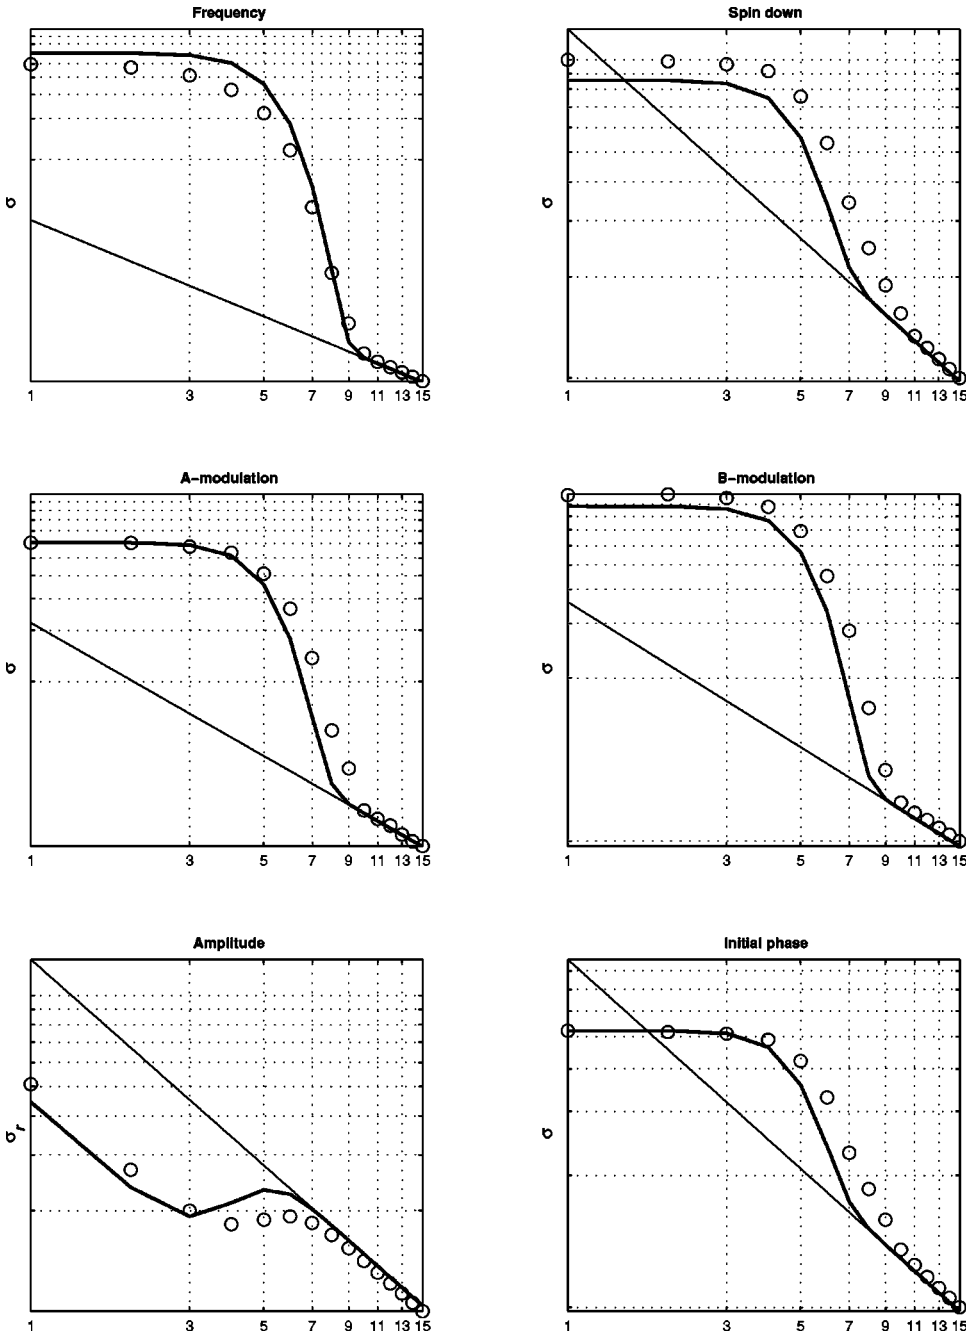 Frequency
σ
1 3 5 7 9 11 13 15
Spin down
σ
1 3 5 7 9 11 13 15
A-modulation
σ
1 3 5 7 9 11 13 15
B-modulation
σ
1 3 5 7 9 11 13 15
Amplitude
σr
1 3 5 7 9 11 13 15
Initial phase
σ
1 3 5 7 9 11 13 15